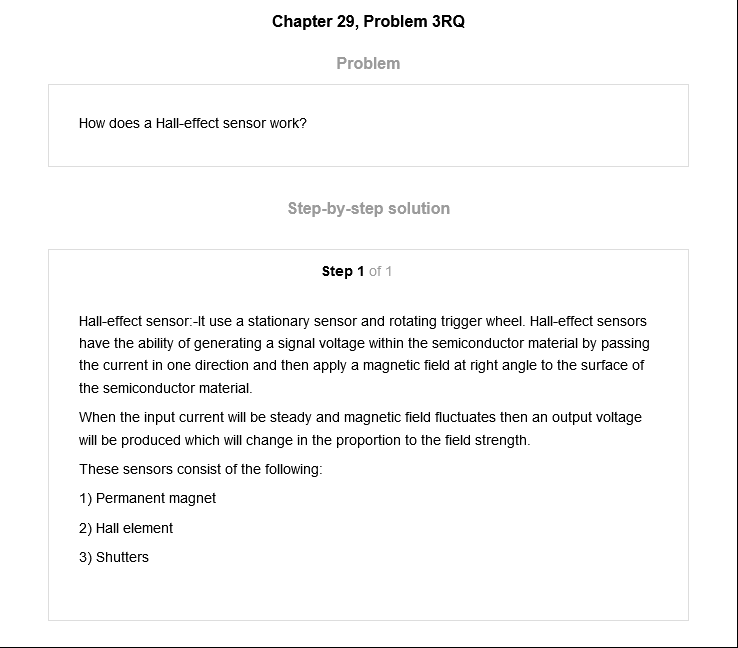 Chapter 29, Problem 3RQ
Problem
How does a Hall-effect sensor work?
Step-by-step solution
Step 1 of 1
Hall-effect sensor:-It use a stationary sensor and rotating trigger wheel. Hall-effect sensors
have the ability of generating a signal voltage within the semiconductor material by passing
the current in one direction and then apply a magnetic field at right angle to the surface of
the semiconductor material.
When the input current will be steady and magnetic field fluctuates then an output voltage
will be produced which will change in the proportion to the field strength.
These sensors consist of the following:
1) Permanent magnet
2) Hall element
3) Shutters